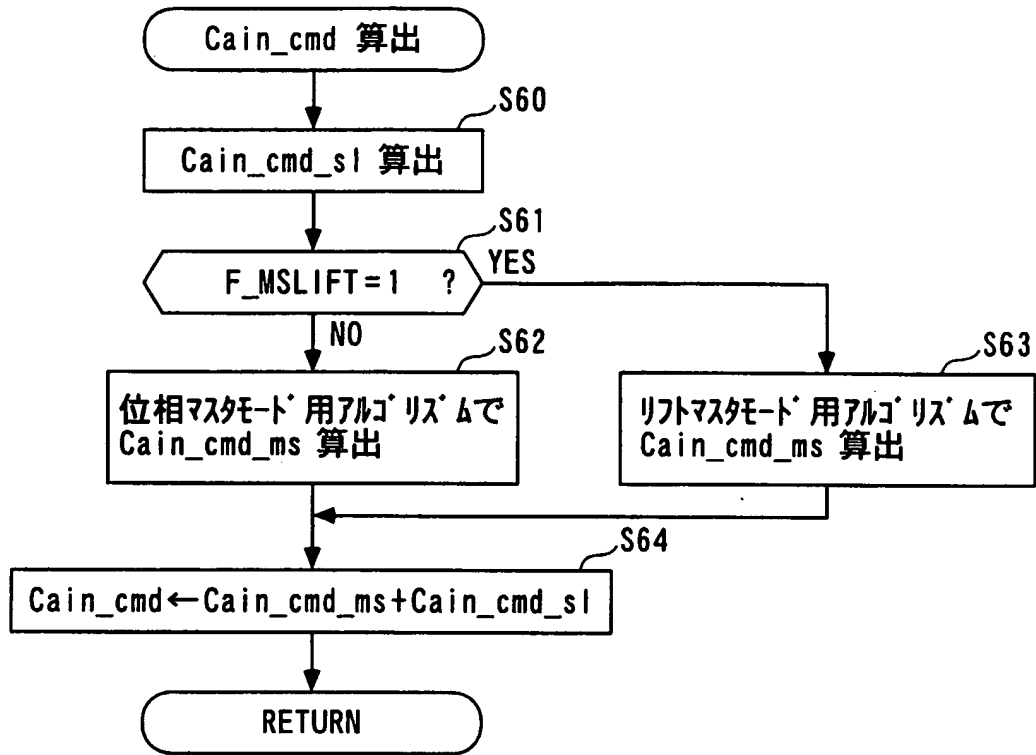 Cain_cmd 算出
S60
Cain_cmd_sl 算出
S61
F_MSLIFT=1 ?
YES
NO
S62
位相マスタモード用アルゴリズムで
Cain_cmd_ms 算出
S63
リフトマスタモード用アルゴリズムで
Cain_cmd_ms 算出
S64
Cain_cmd←Cain_cmd_ms+Cain_cmd_sl
RETURN